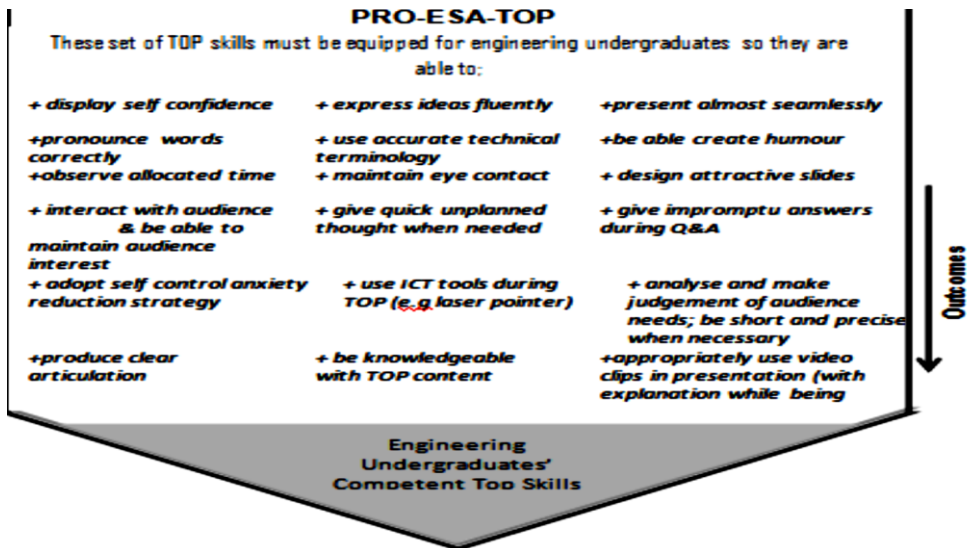 PRO-ESA-TOP
These set of TOP skills must be equipped for engineering undergraduates so they are
able to;
+ display self confidence
+ express ideas fluently
+present almost seamlessly
+pronounce words
correctly
+ use accurate technical
terminology
+be able create humour
+observe allocated time
+ maintain eye contact
+ design attractive slides
+ interact with audience
& be able to
maintain audience
interest
+ give quick unplanned
thought when needed
+ give impromptu answers
during Q&A
+ adopt self control anxiety
reduction strategy
+ use ICT tools during
TOP (e.g laser pointer)
+ analyse and make
judgement of audience
needs; be short and precise
when necessary
+produce clear
articulation
+ be knowledgeable
with TOP content
+appropriately use video
clips in presentation (with
explanation while being
Outcomes
Engineering
Undergraduates'
Competent Top Skills